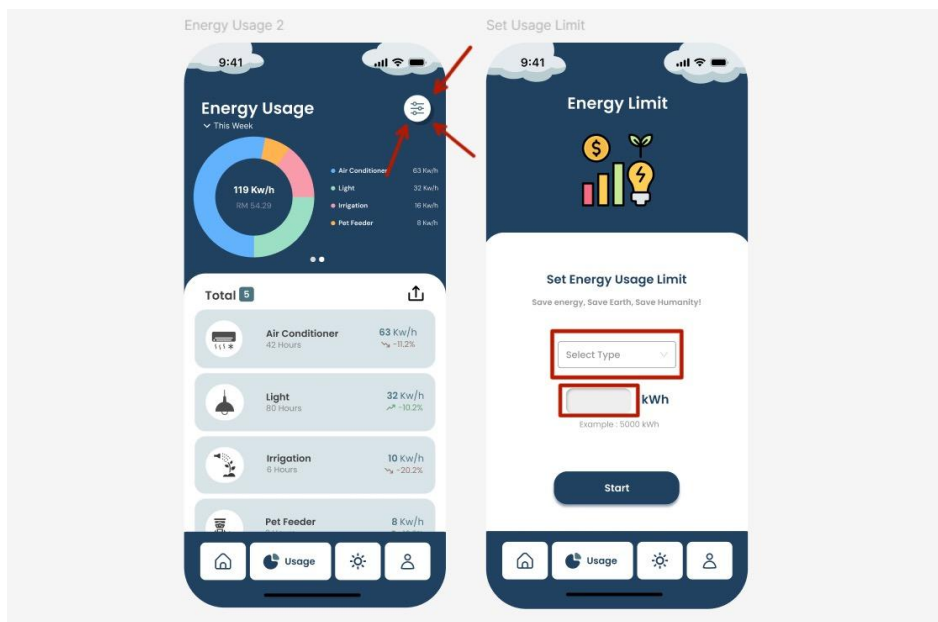 Energy Usage 2
9:41
Energy Usage
This Week
119 Kw/h
RM 54.29
Air Conditioner 63 Kw/h
Light 32 Kw/h
Irrigation 16 Kw/h
Pet Feeder 8 Kw/h
Total 5
Air Conditioner 63 Kw/h
42 Hours -11.2%
Light 32 Kw/h
80 Hours -10.2%
Irrigation 10 Kw/h
6 Hours -20.2%
Pet Feeder 8 Kw/h
Usage
Set Usage Limit
9:41
Energy Limit
$
Set Energy Usage Limit
Save energy, Save Earth, Save Humanity!
Select Type
kWh
Example : 5000 kWh
Start
Usage